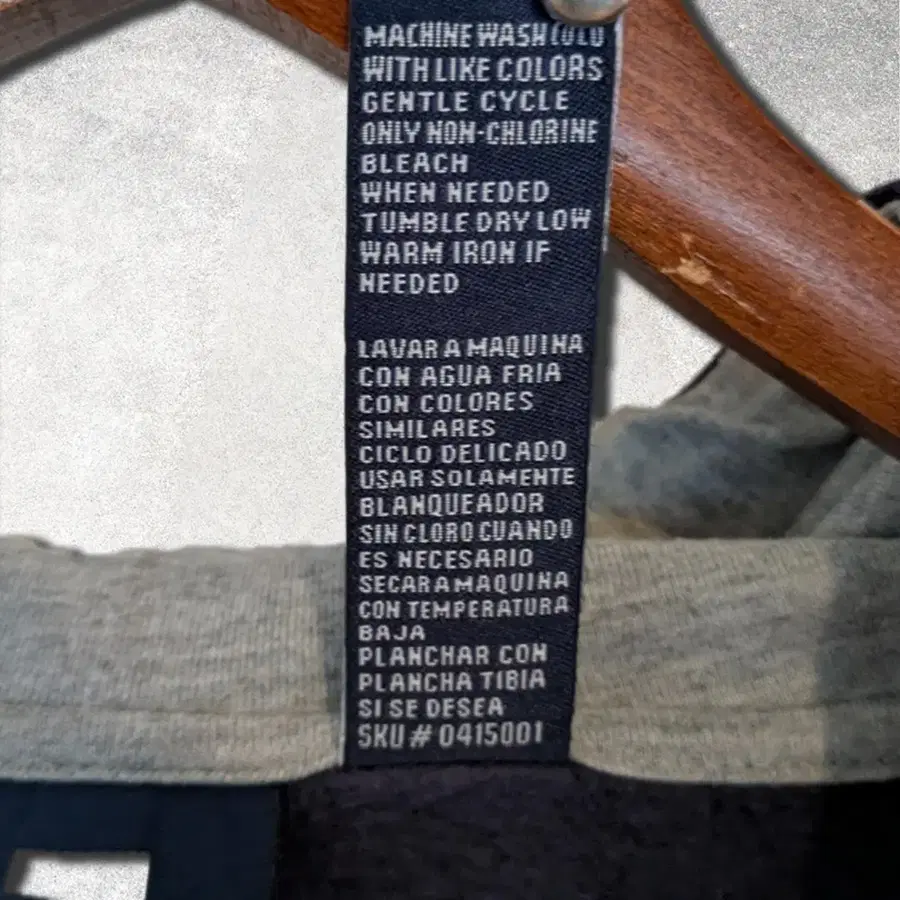 MACHINE WASH COLD
WITH LIKE COLORS
GENTLE CYCLE
ONLY NON-CHLORINE
BLEACH
WHEN NEEDED
TUMBLE DRY LOW
WARM IRON IF
NEEDED
LAVAR A MAQUINA
CON AGUA FRIA
CON COLORES
SIMILARES
CICLO DELICADO
USAR SOLAMENTE
BLANQUEADOR
SIN CLORO CUANDO
ES NECESARIO
SECAR A MAQUINA
CON TEMPERATURA
BAJA
PLANCHAR CON
PLANCHA TIBIA
SI SE DESEA
SKU # 0415001